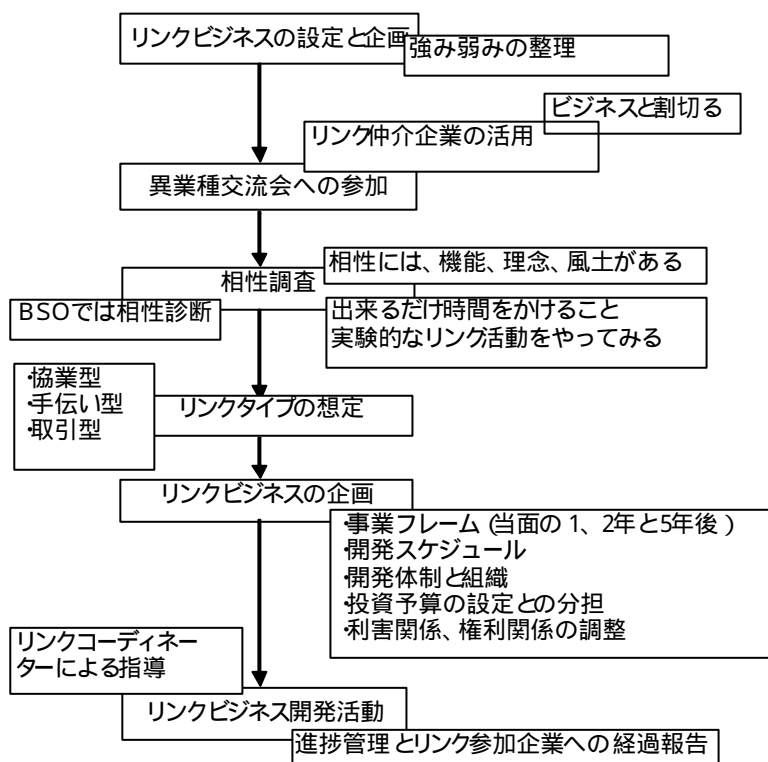 リンクビジネスの設定と企画
強み弱みの整理
ビジネスと割切る
リンク仲介企業の活用
異業種交流会への参加
相性には、機能、理念、風土がある
相性調査
BSOでは相性診断
出来るだけ時間をかけること
実験的なリンク活動をやってみる
・協業型
・手伝い型
・取引型
リンクタイプの想定
リンクビジネスの企画
・事業フレーム(当面の1、2年と5年後)
・開発スケジュール
・開発体制と組織
・投資予算の設定との分担
・利害関係、権利関係の調整
リンクコーディネー
ターによる指導
リンクビジネス開発活動
進捗管理とリンク参加企業への経過報告